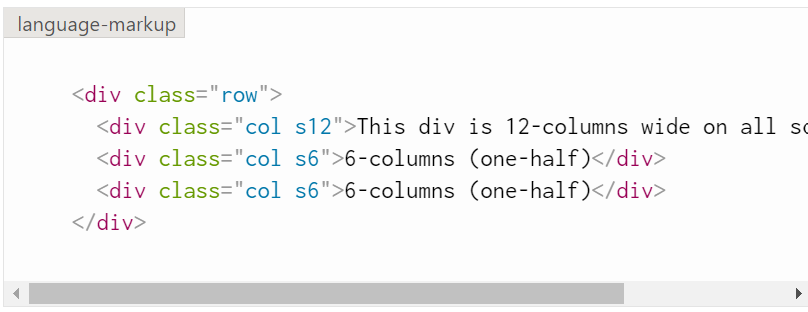 language-markup
<div class="row">
<div class="col s12">This div is 12-columns wide on all
<div class="col s6">6-columns (one-half)</div>
<div class="col s6">6-columns (one-half)</div>
</div>